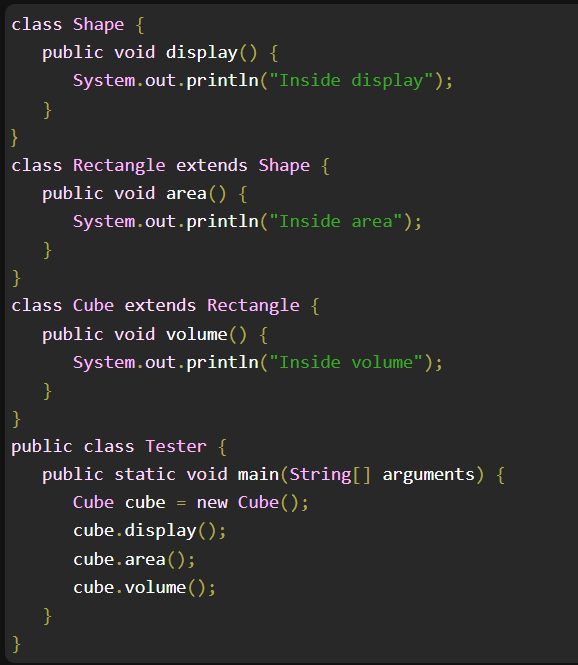 class Shape {
   public void display() {
      System.out.println("Inside display");
   }
}
class Rectangle extends Shape {
   public void area() {
      System.out.println("Inside area");
   }
}
class Cube extends Rectangle {
   public void volume() {
      System.out.println("Inside volume");
   }
}
public class Tester {
   public static void main(String[] arguments) {
      Cube cube = new Cube();
      cube.display();
      cube.area();
      cube.volume();
   }
}